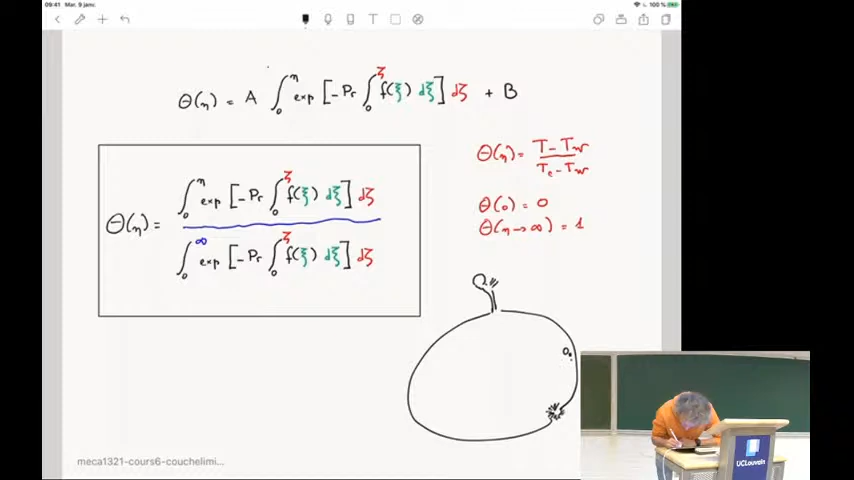 09:41 Mar. 9 janv.
100 %
T
Θ(η) = A ∫₀^η exp [-Pr ∫₀^ζ f(ξ) dξ] dζ + B
Θ(η) = ∫₀^η exp [-Pr ∫₀^ζ f(ξ) dξ] dζ
∫₀^∞ exp [-Pr ∫₀^ζ f(ξ) dξ] dζ
Θ(η) = T - Tw
Te - Tw
Θ(0) = 0
Θ(η→∞) = 1
meca1321-cours6-couchelimi...
UCLouvain